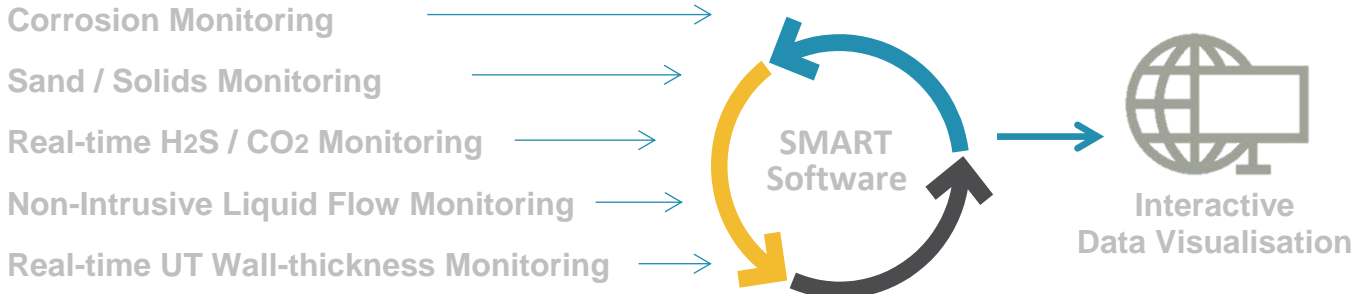 Corrosion Monitoring
Sand / Solids Monitoring
Real-time H2S / CO2 Monitoring
Non-Intrusive Liquid Flow Monitoring
Real-time UT Wall-thickness Monitoring
SMART
Software
Interactive
Data Visualisation